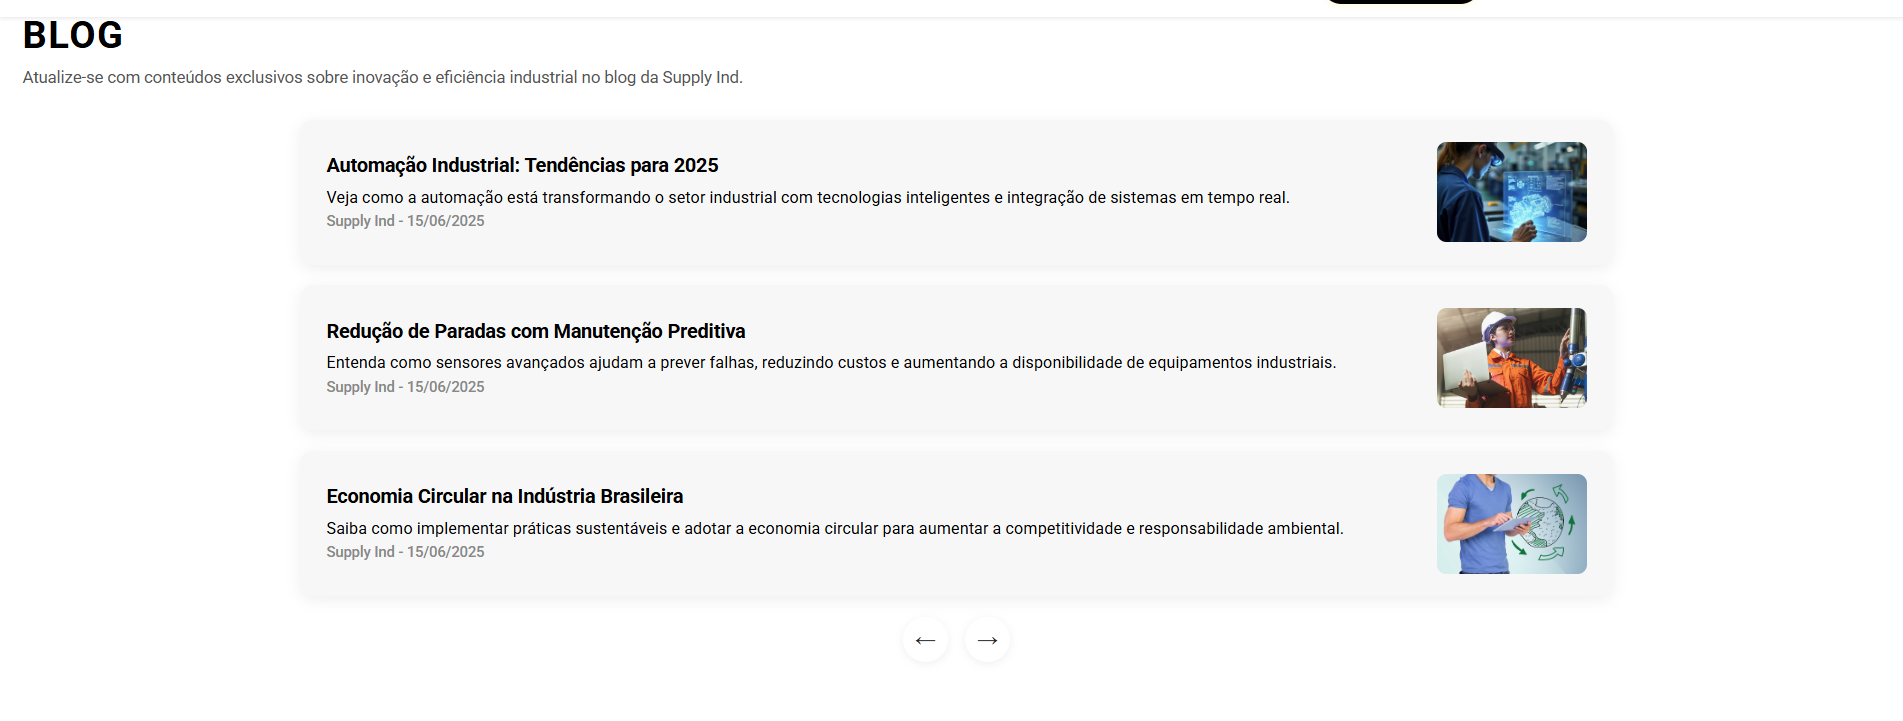 BLOG
Atualize-se com conteúdos exclusivos sobre inovação e eficiência industrial no blog da Supply Ind.
Automação Industrial: Tendências para 2025
Veja como a automação está transformando o setor industrial com tecnologias inteligentes e integração de sistemas em tempo real.
Supply Ind - 15/06/2025
Redução de Paradas com Manutenção Preditiva
Entenda como sensores avançados ajudam a prever falhas, reduzindo custos e aumentando a disponibilidade de equipamentos industriais.
Supply Ind - 15/06/2025
Economia Circular na Indústria Brasileira
Saiba como implementar práticas sustentáveis e adotar a economia circular para aumentar a competitividade e responsabilidade ambiental.
Supply Ind - 15/06/2025
← →